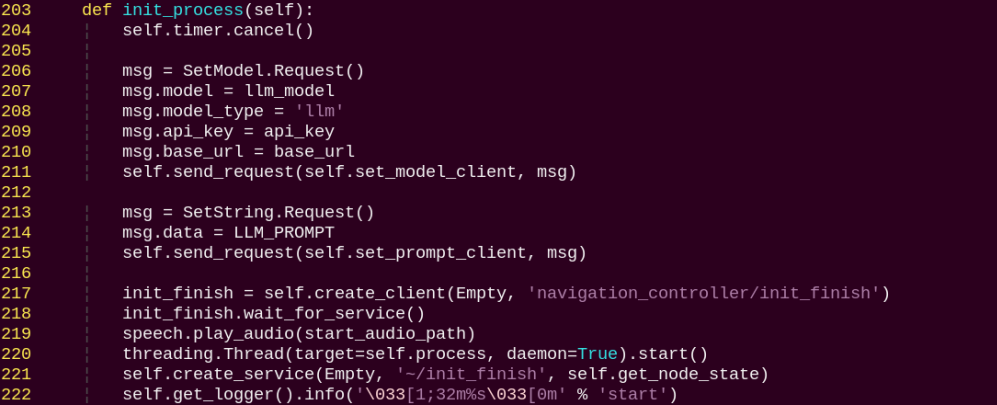 203     def init_process(self):
204     ¦   self.timer.cancel()
205     ¦
206     ¦   msg = SetModel.Request()
207     ¦   msg.model = llm_model
208     ¦   msg.model_type = 'llm'
209     ¦   msg.api_key = api_key
210     ¦   msg.base_url = base_url
211     ¦   self.send_request(self.set_model_client, msg)
212
213     ¦   msg = SetString.Request()
214     ¦   msg.data = LLM_PROMPT
215     ¦   self.send_request(self.set_prompt_client, msg)
216     ¦
217     ¦   init_finish = self.create_client(Empty, 'navigation_controller/init_finish')
218     ¦   init_finish.wait_for_service()
219     ¦   speech.play_audio(start_audio_path)
220     ¦   threading.Thread(target=self.process, daemon=True).start()
221     ¦   self.create_service(Empty, '~/init_finish', self.get_node_state)
222     ¦   self.get_logger().info('\033[1;32m%s\033[0m' % 'start')